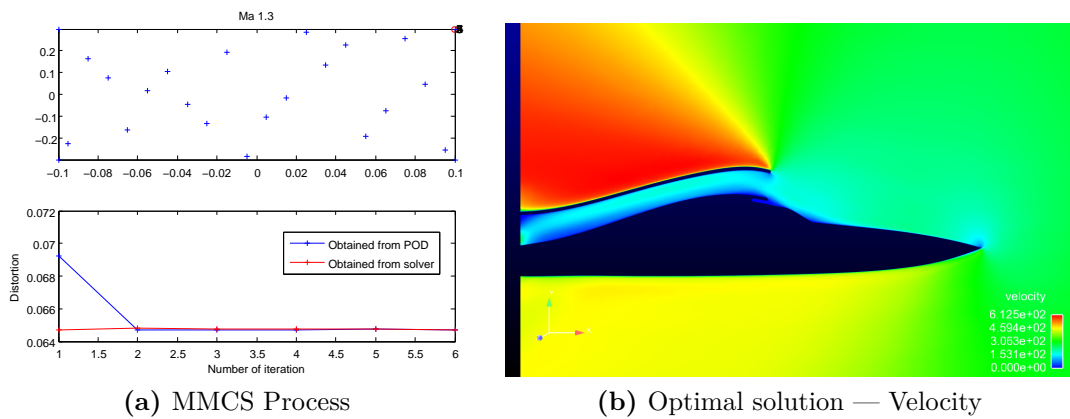 Ma 1.3
0.2
0.1
0
−0.1
−0.2
−0.1 −0.08 −0.06 −0.04 −0.02 0 0.02 0.04 0.06 0.08 0.1
0.072
0.07
0.068
0.066
0.064
Distortion
Obtained from POD
Obtained from solver
1 1.5 2 2.5 3 3.5 4 4.5 5 5.5 6
Number of iteration
(a) MMCS Process
Y
X
velocity
6.125e+02
4.594e+02
3.063e+02
1.531e+02
0.000e+00
(b) Optimal solution — Velocity